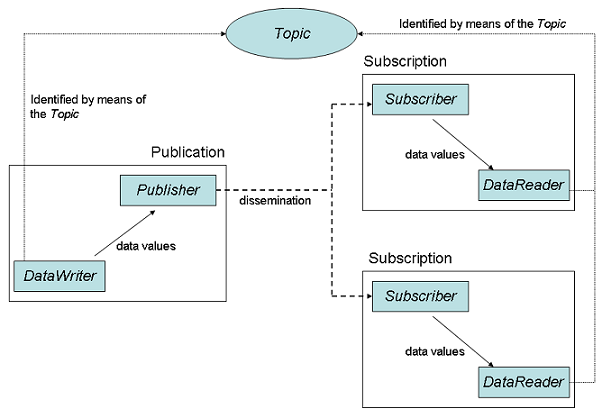 Topic
Identified by means of the Topic
Subscription
Subscriber
data values
DataReader
Identified by means of
the Topic
Publication
Publisher
dissemination
data values
DataWriter
Subscription
Subscriber
data values
DataReader